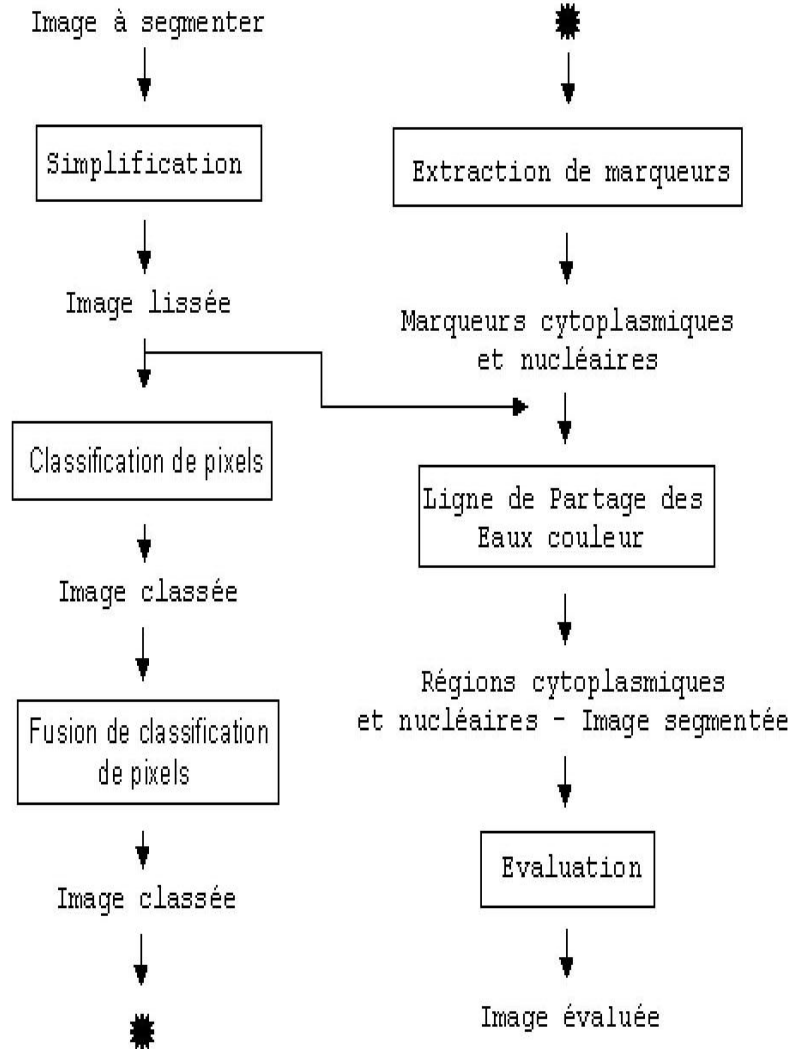 Image à segmenter
Simplification
Image lissée
Classification de pixels
Image classée
Fusion de classification
de pixels
Image classée
Extraction de marqueurs
Marqueurs cytoplasmiques
et nucléaires
Ligne de Partage des
Eaux couleur
Régions cytoplasmiques
et nucléaires - Image segmentée
Evaluation
Image évaluée